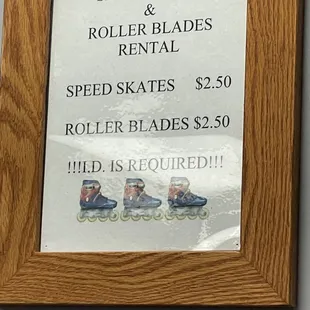 &
ROLLER BLADES
RENTAL
SPEED SKATES $2.50
ROLLER BLADES $2.50
!!!I.D. IS REQUIRED!!!